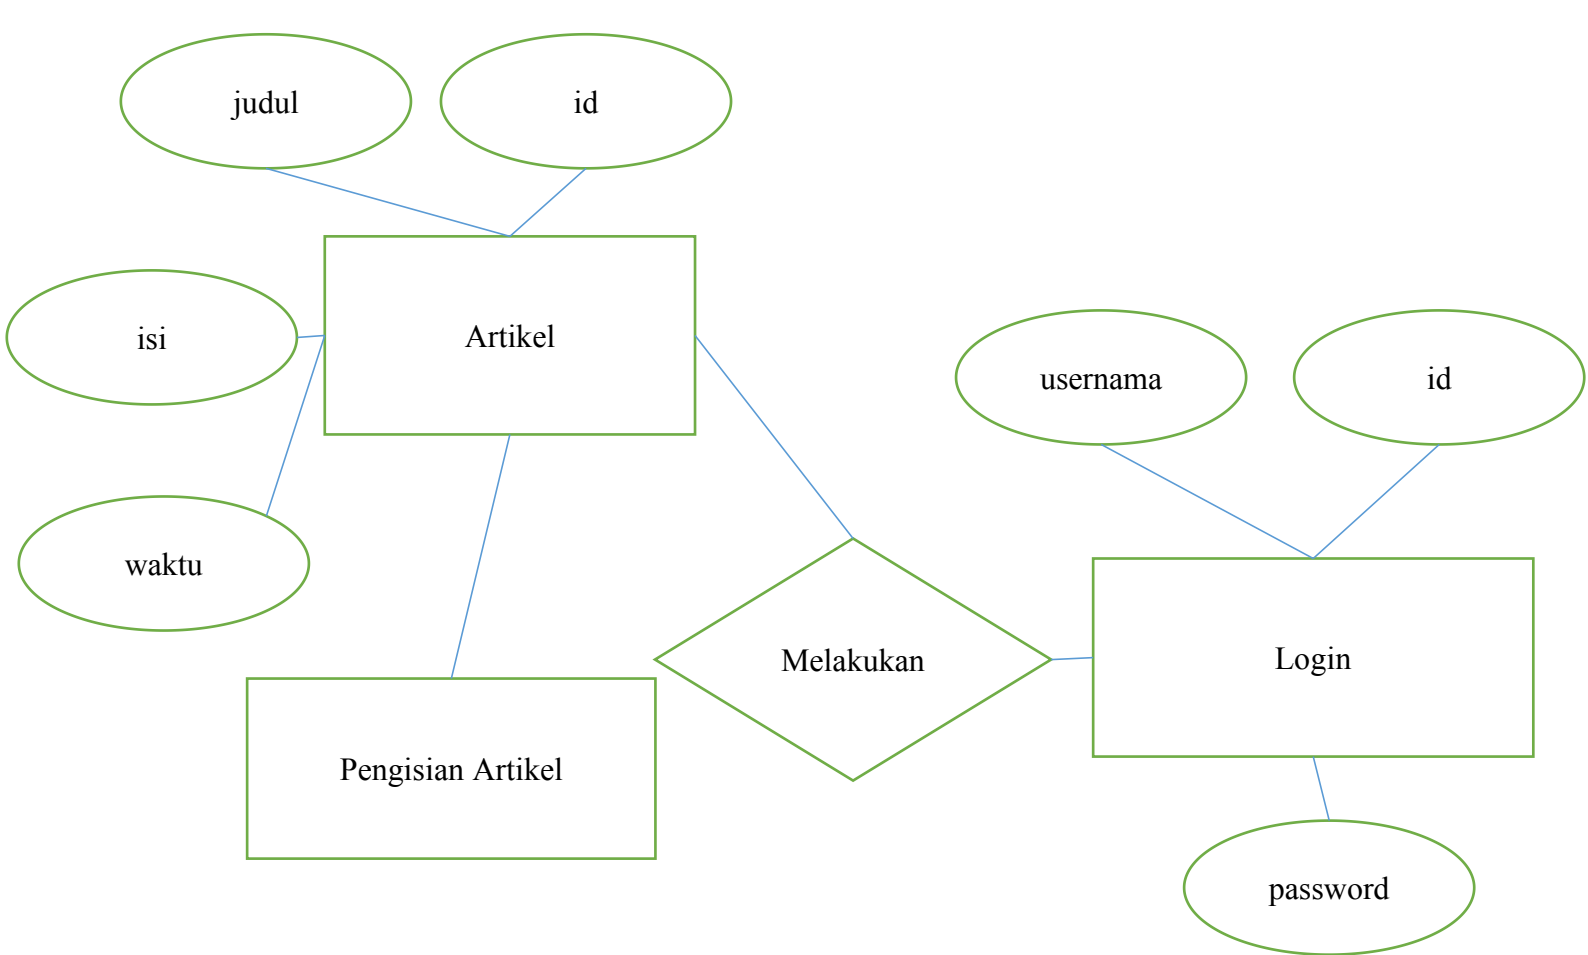 judul
id
isi
Artikel
usernama
id
waktu
Melakukan
Login
Pengisian Artikel
password